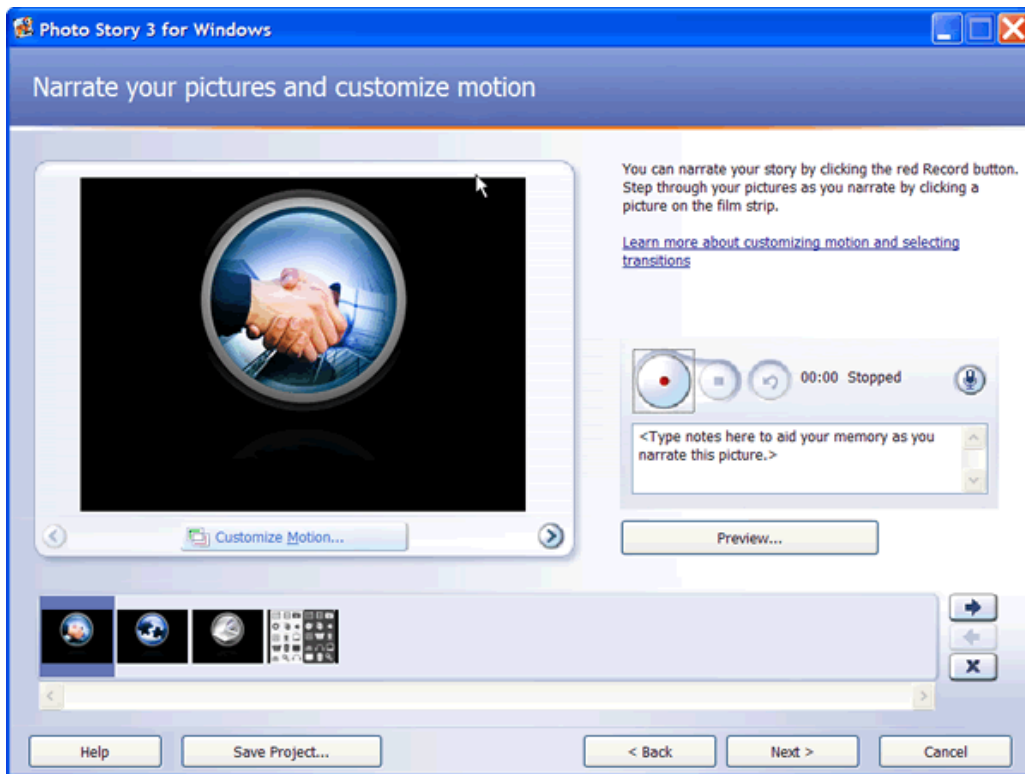 Photo Story 3 for Windows
Narrate your pictures and customize motion
You can narrate your story by clicking the red Record button.
Step through your pictures as you narrate by clicking a
picture on the film strip.
Learn more about customizing motion and selecting
transitions
00:00 Stopped
<Type notes here to aid your memory as you
narrate this picture.>
Customize Motion...
Preview...
Help
Save Project...
< Back
Next >
Cancel